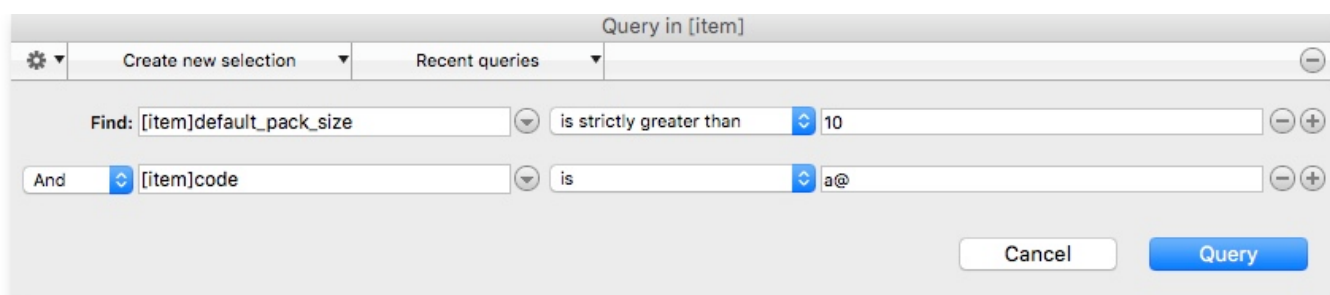 Query in [item]
Create new selection Recent queries
Find: [item]default_pack_size is strictly greater than 10
And [item]code is a@
Cancel Query